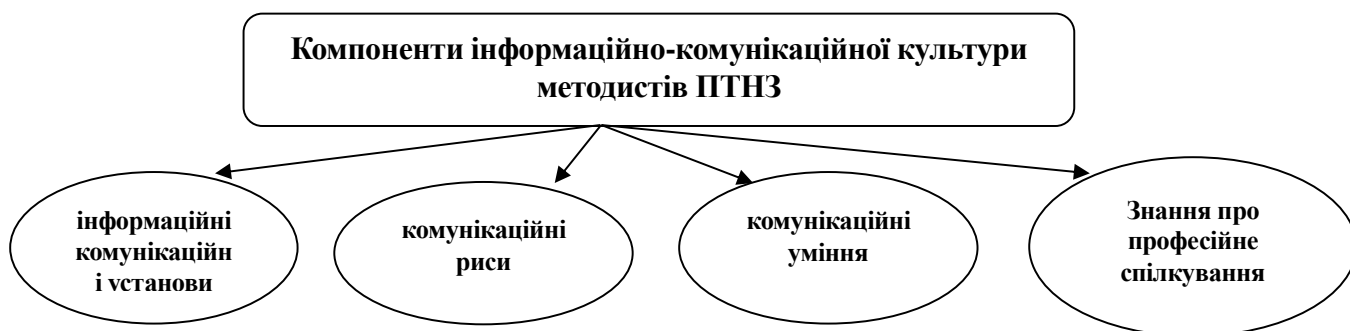 Компоненти інформаційно-комунікаційної культури
методистів ПТНЗ
інформаційні
комунікаційн
і установи
комунікаційні
риси
комунікаційні
уміння
Знання про
професійне
спілкування